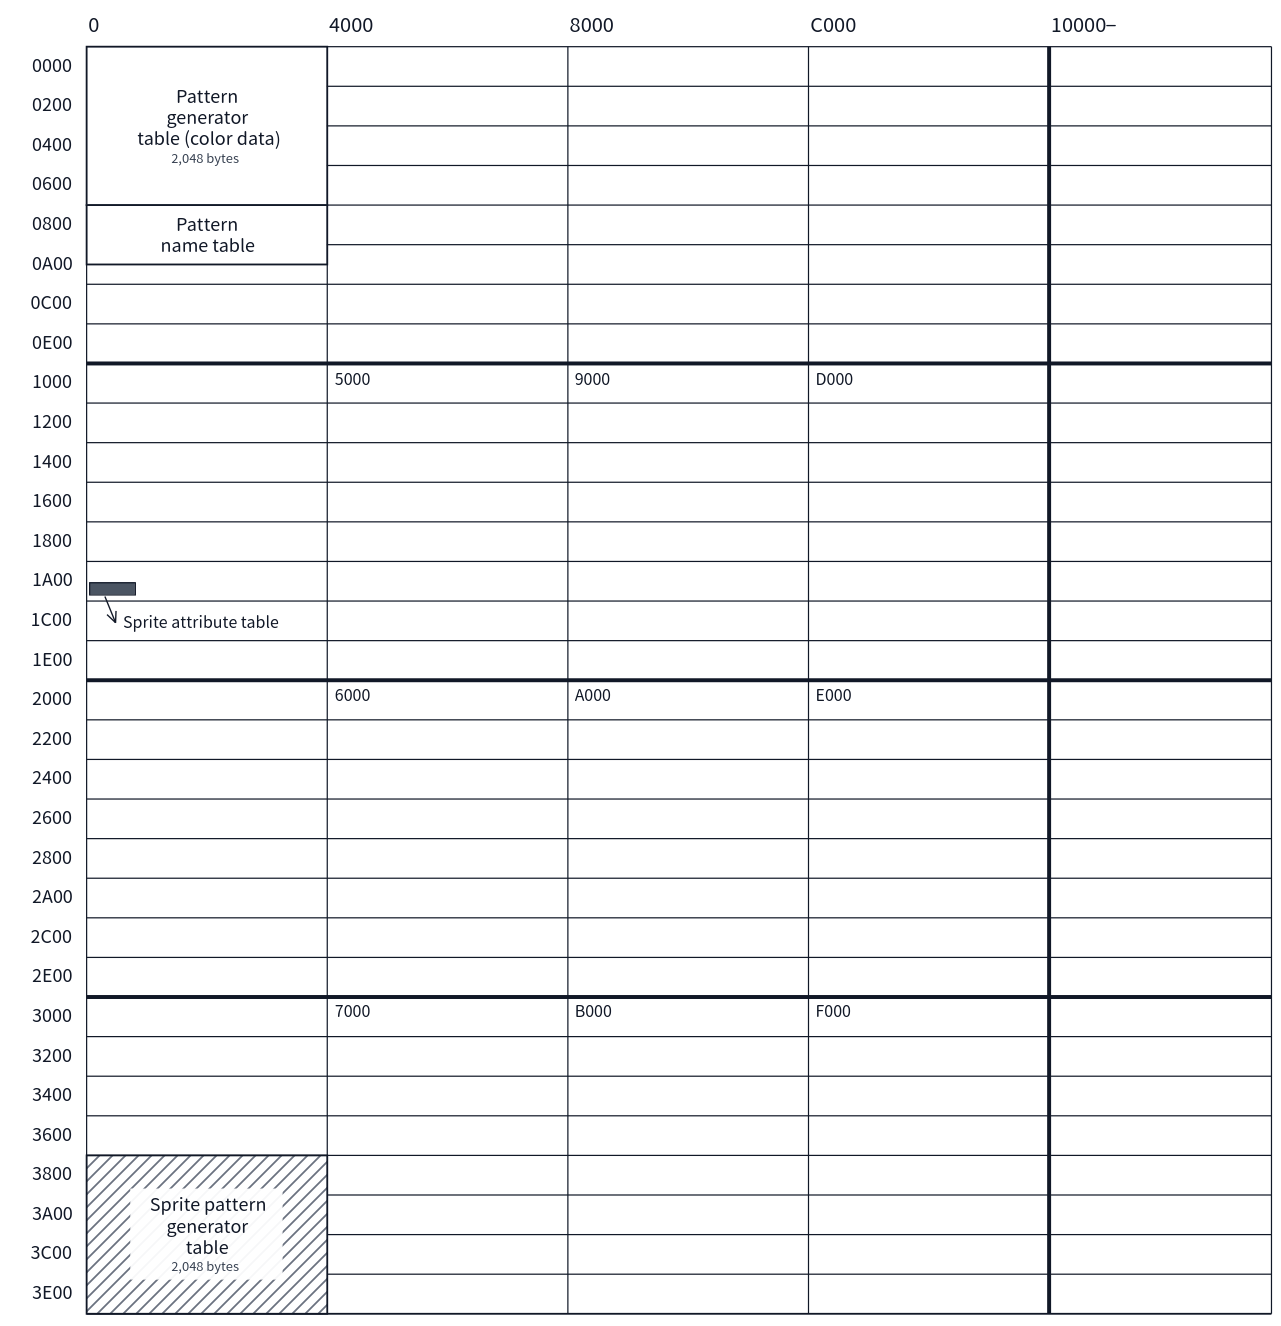 0 4000 8000 C000 10000–
0000
Pattern
0200
generator
table (color data)
0400
2,048 bytes
0600
0800
Pattern
name table
0A00
0C00
0E00
1000 5000 9000 D000
1200
1400
1600
1800
1A00
1C00 Sprite attribute table
1E00
2000 6000 A000 E000
2200
2400
2600
2800
2A00
2C00
2E00
3000 7000 B000 F000
3200
3400
3600
3800
Sprite pattern
3A00
generator
table
3C00
2,048 bytes
3E00